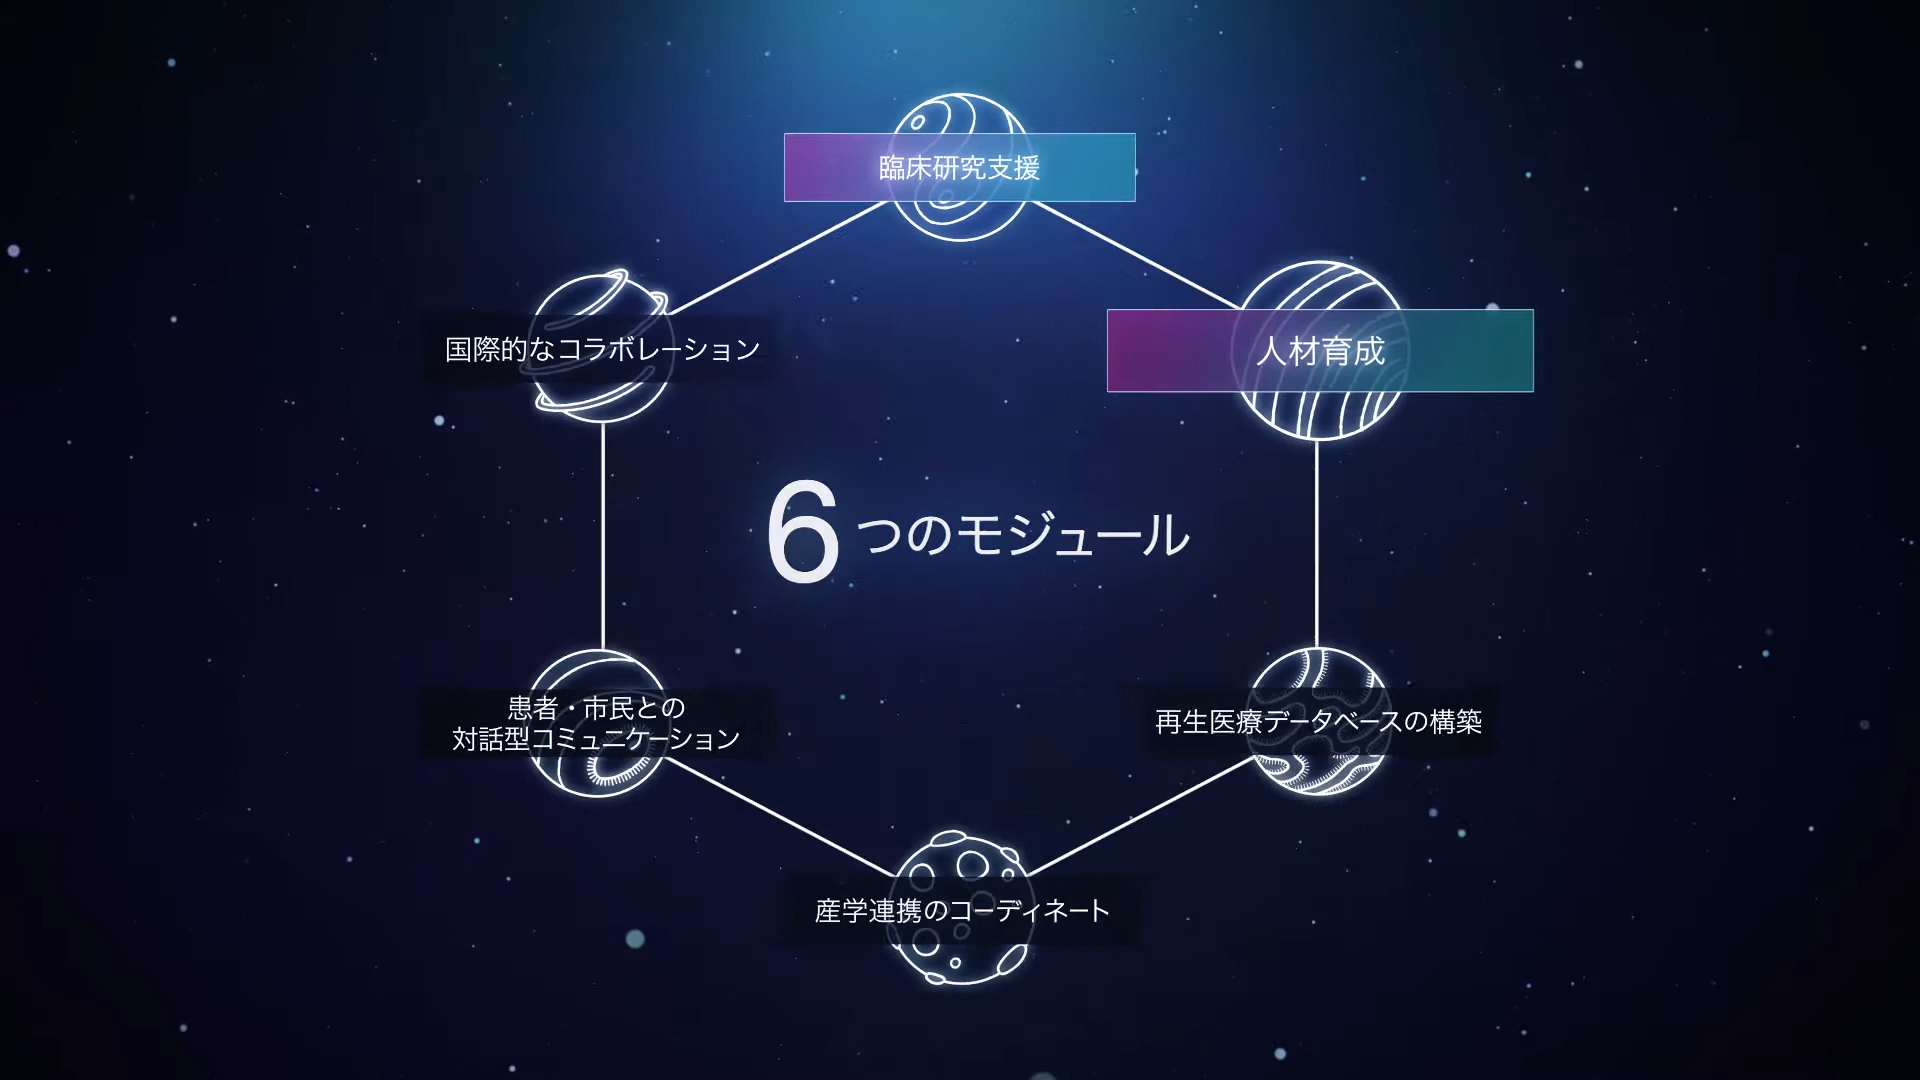 臨床研究支援
国際的なコラボレーション
人材育成
6つのモジュール
患者・市民との
対話型コミュニケーション
再生医療データベースの構築
産学連携のコーディネート